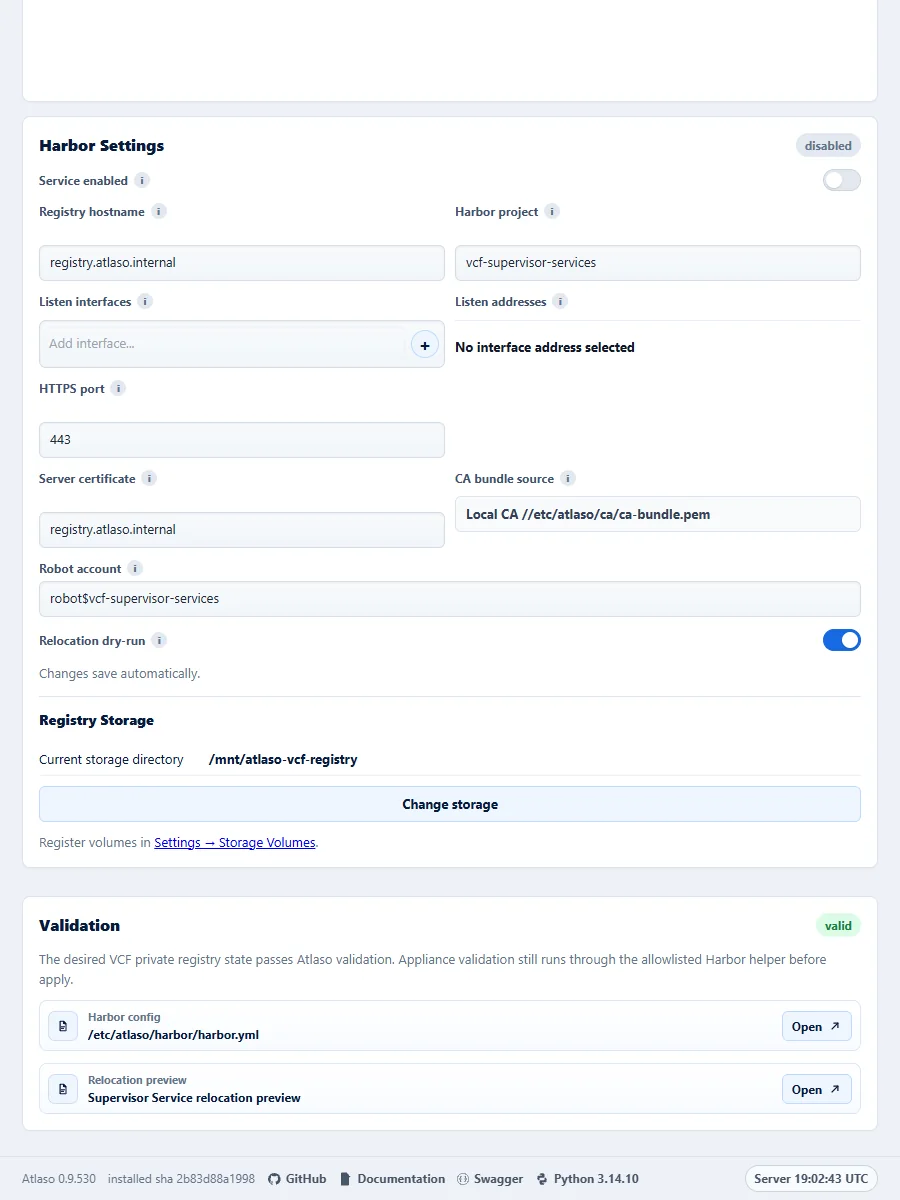 Harbor Settings
disabled
Service enabled i
Registry hostname i
Harbor project i
registry.atlaso.internal
vcf-supervisor-services
Listen interfaces i
Listen addresses i
Add interface...
+
No interface address selected
HTTPS port i
443
Server certificate i
CA bundle source i
registry.atlaso.internal
Local CA //etc/atlaso/ca/ca-bundle.pem
Robot account i
robot$vcf-supervisor-services
Relocation dry-run i
Changes save automatically.
Registry Storage
Current storage directory /mnt/atlaso-vcf-registry
Change storage
Register volumes in Settings → Storage Volumes.
Validation
valid
The desired VCF private registry state passes Atlaso validation. Appliance validation still runs through the allowlisted Harbor helper before
apply.
Harbor config
/etc/atlaso/harbor/harbor.yml
Open ↗
Relocation preview
Supervisor Service relocation preview
Open ↗
Atlaso 0.9.530 installed sha 2b83d88a1998 GitHub Documentation Swagger Python 3.14.10 Server 19:02:43 UTC